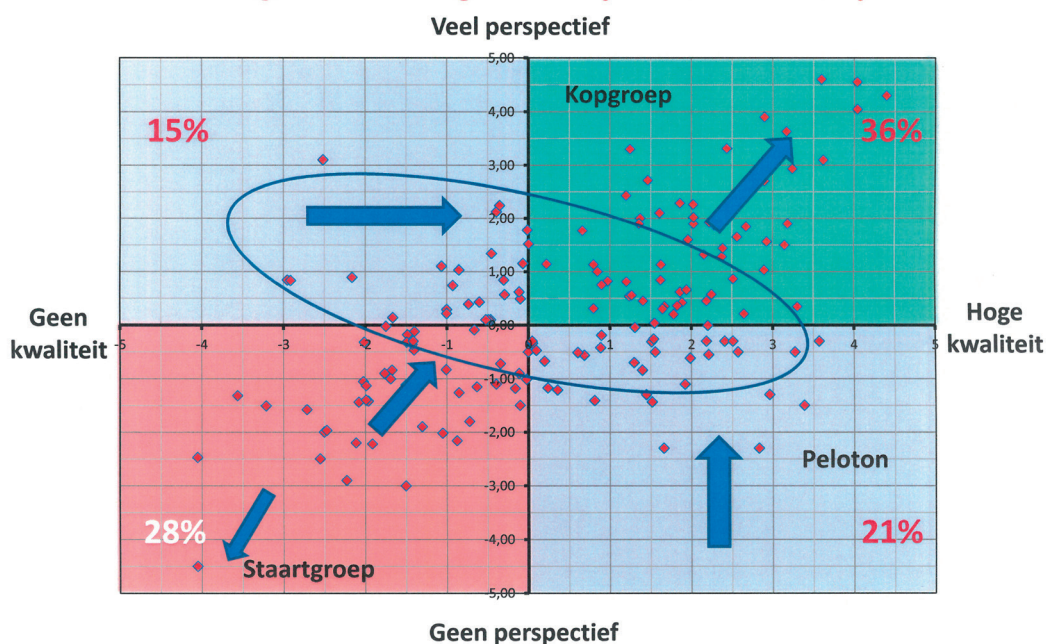 Veel perspectief
5,00
Kopgroep
4,00
15%
36%
3,00
2,00
1,00
Geen kwaliteit
0,00
Hoge kwaliteit
-5 -4 -3 -2 -1 0 1 2 3 4 5
-1,00
-2,00
Peloton
-3,00
28%
-4,00
21%
Staartgroep
-5,00
Geen perspectief